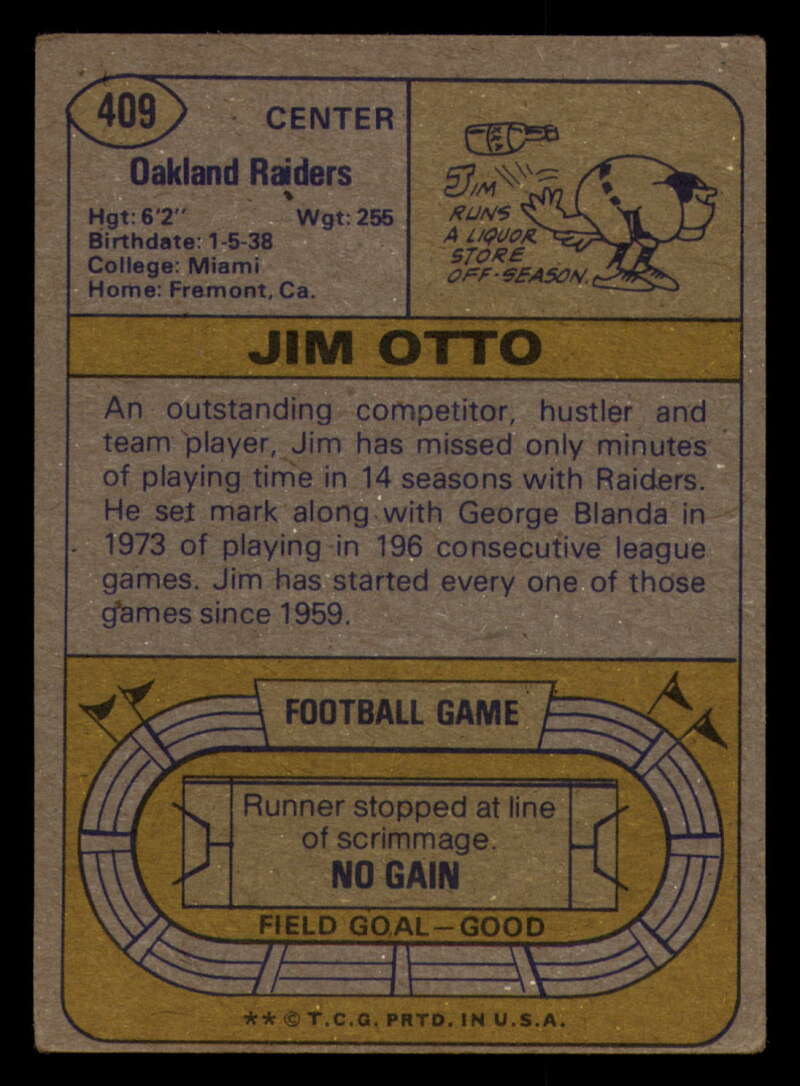 409
CENTER
Oakland Raiders
Hgt: 6'2" Wgt: 255
Birthdate: 1-5-38
College: Miami
Home: Fremont, Ca.
JIM
RUNS
A LIQUOR
STORE
OFF-SEASON.
JIM OTTO
An outstanding competitor, hustler and
team player, Jim has missed only minutes
of playing time in 14 seasons with Raiders.
He set mark along with George Blanda in
1973 of playing in 196 consecutive league
games. Jim has started every one of those
games since 1959.
FOOTBALL GAME
Runner stopped at line
of scrimmage.
NO GAIN
FIELD GOAL—GOOD
** © T.C.G. PRTD. IN U.S.A.